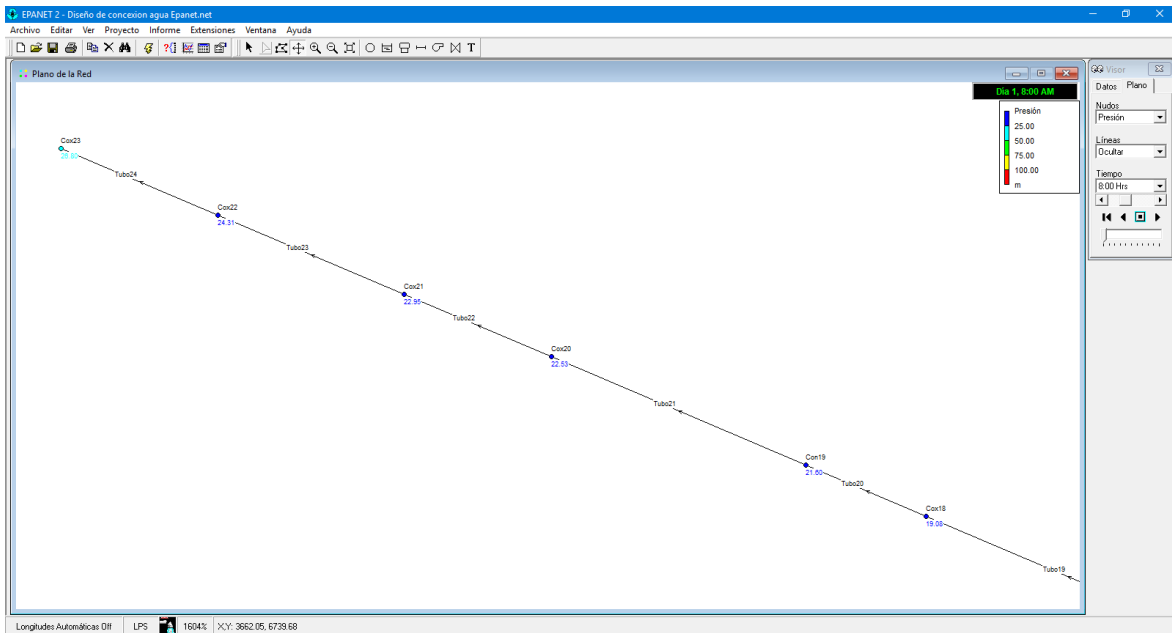 EPANET 2 - Diseño de concexion agua Epanet.net
Archivo Editar Ver Proyecto Informe Extensiones Ventana Ayuda
T
Plano de la Red
Día 1, 8:00 AM
Presión
25.00
50.00
75.00
100.00
m
Cox23
Tubo24
Cox22
24.31
Tubo23
Cox21
22.95
Tubo22
Cox20
22.53
Tubo21
Con19
21.60
Tubo20
Cox18
19.08
Tubo19
Visor
Datos Plano
Nudos
Presión
Líneas
Ocultar
Tiempo
8:00 Hrs
Longitudes Automáticas Off LPS 1604% X,Y: 3662.05, 6739.68